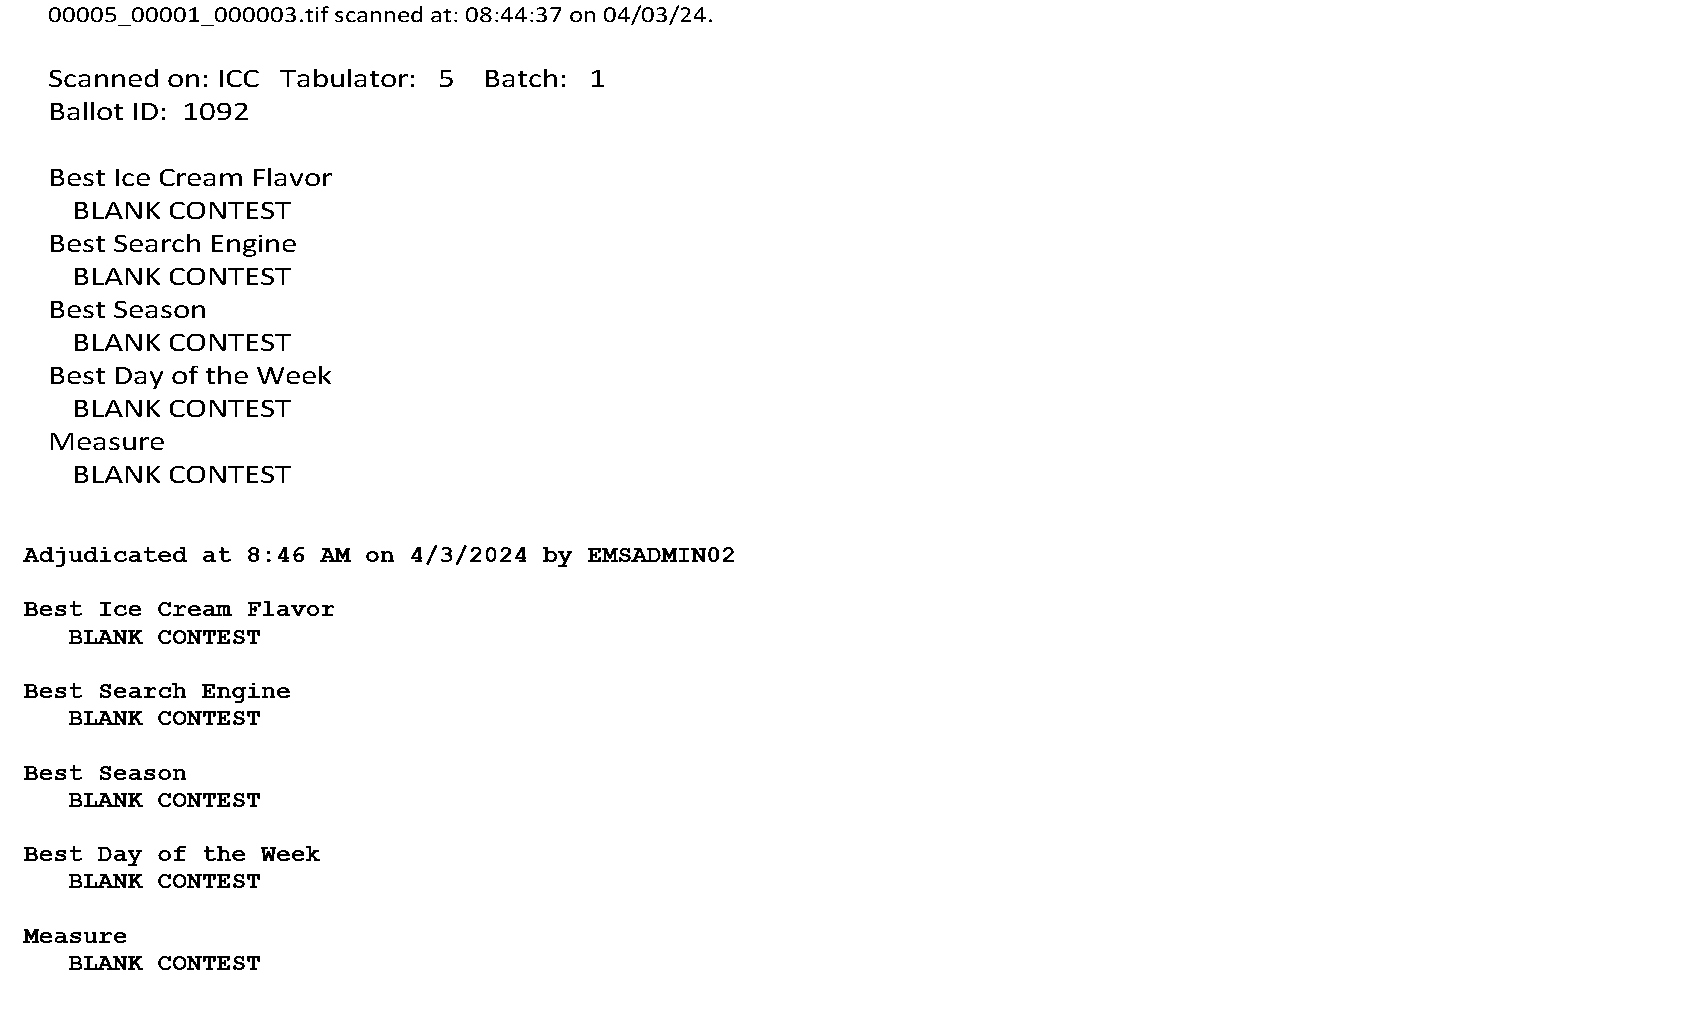 00005_00001_000003.tif scanned at: 08:44:37 on 04/03/24.
Scanned on: ICC Tabulator: 5 Batch: 1
Ballot ID: 1092
Best Ice Cream Flavor
BLANK CONTEST
Best Search Engine
BLANK CONTEST
Best Season
BLANK CONTEST
Best Day of the Week
BLANK CONTEST
Measure
BLANK CONTEST
Adjudicated at 8:46 AM on 4/3/2024 by EMSADMIN02
Best Ice Cream Flavor
BLANK CONTEST
Best Search Engine
BLANK CONTEST
Best Season
BLANK CONTEST
Best Day of the Week
BLANK CONTEST
Measure
BLANK CONTEST